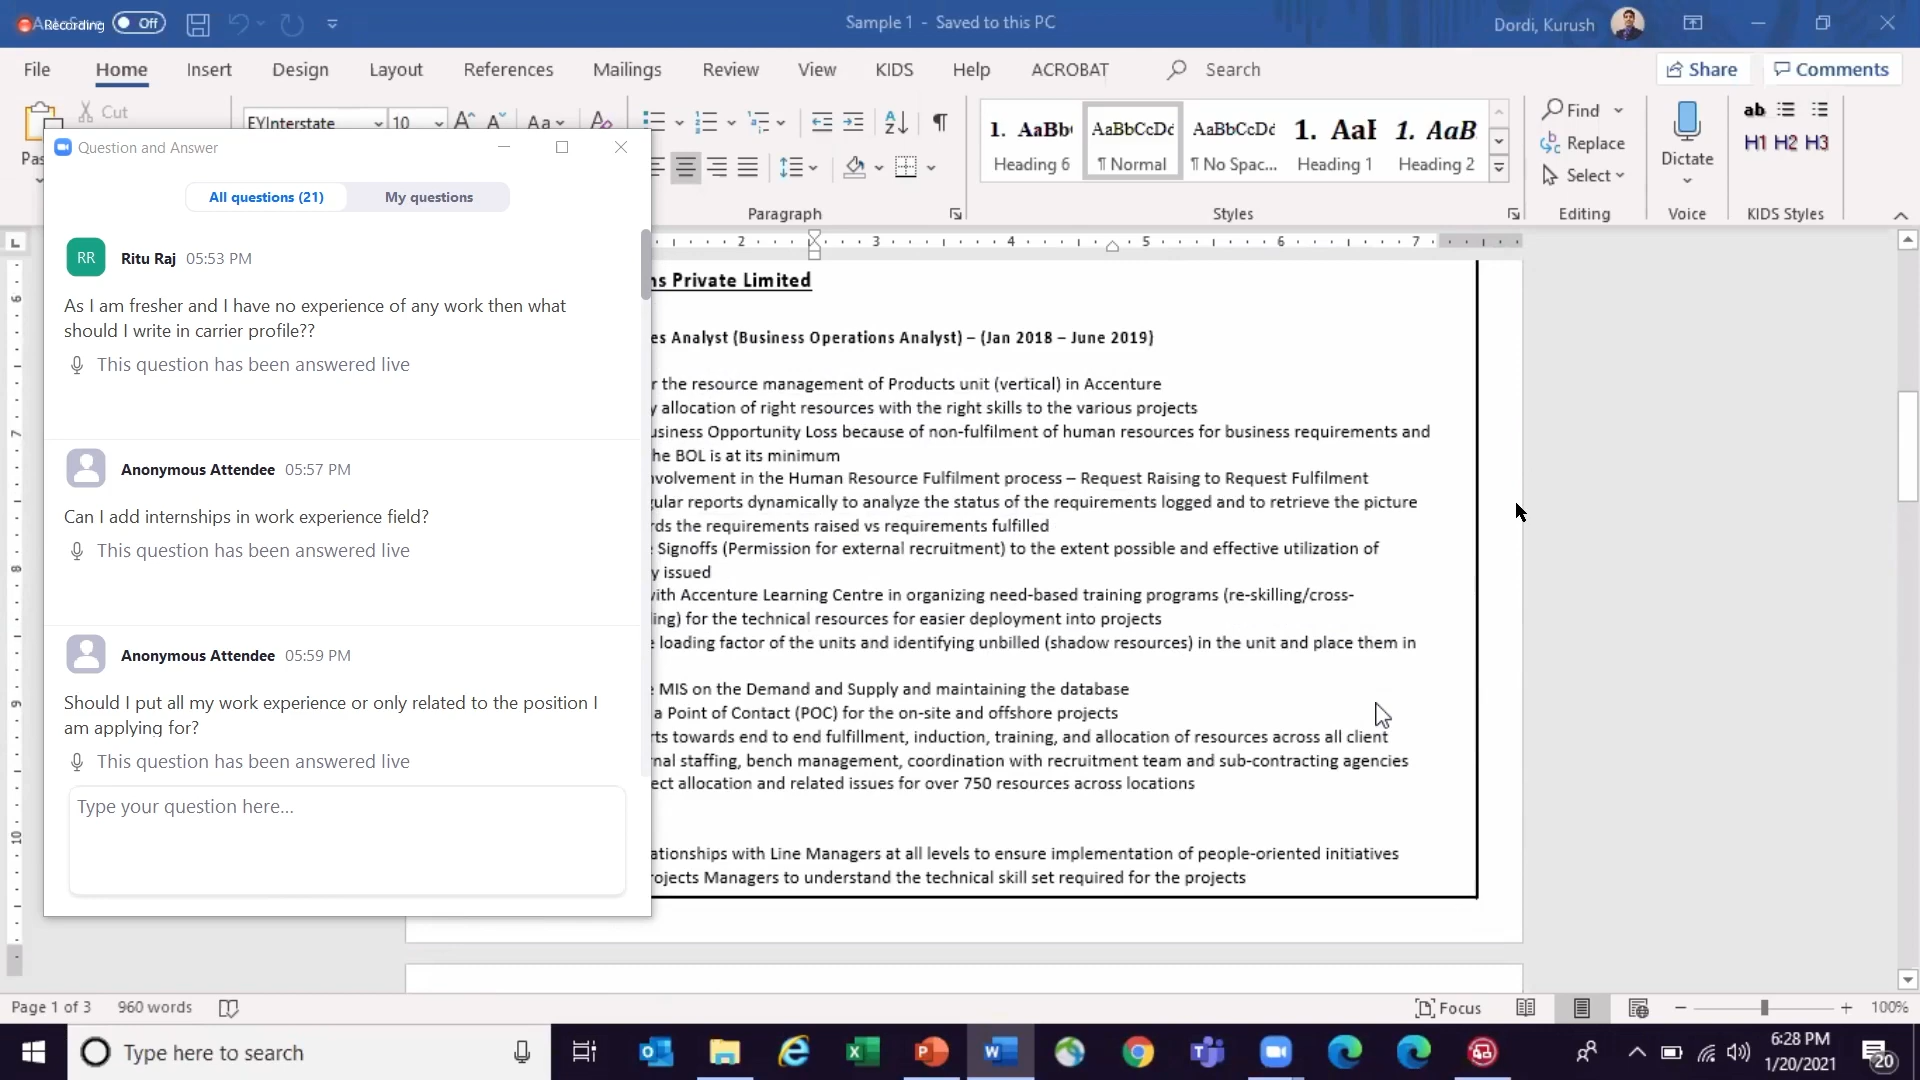 Recording
Off
Sample 1 - Saved to this PC
Dordi, Kurush
File Home Insert Design Layout References Mailings Review View KIDS Help ACROBAT Search Share Comments
Cut
EYInterstate 10 Aa
1. AaBb AaBbCcDd AaBbCcDd 1. AaB 1. AaB
Heading 6 ¶ Normal ¶ No Spac... Heading 1 Heading 2
Find
Replace
Select
Dictate
H1 H2 H3
Paragraph Styles Editing Voice KIDS Styles
Question and Answer
All questions (21) My questions
RR Ritu Raj 05:53 PM
As I am fresher and I have no experience of any work then what
should I write in carrier profile??
This question has been answered live
Anonymous Attendee 05:57 PM
Can I add internships in work experience field?
This question has been answered live
Anonymous Attendee 05:59 PM
Should I put all my work experience or only related to the position I
am applying for?
This question has been answered live
Type your question here...
2 3 4 5 6 7
6
7
8
9
10
ns Private Limited
es Analyst (Business Operations Analyst) – (Jan 2018 – June 2019)
r the resource management of Products unit (vertical) in Accenture
y allocation of right resources with the right skills to the various projects
usiness Opportunity Loss because of non-fulfilment of human resources for business requirements and
he BOL is at its minimum
nvolvement in the Human Resource Fulfilment process – Request Raising to Request Fulfilment
gular reports dynamically to analyze the status of the requirements logged and to retrieve the picture
rds the requirements raised vs requirements fulfilled
e Signoffs (Permission for external recruitment) to the extent possible and effective utilization of
y issued
vith Accenture Learning Centre in organizing need-based training programs (re-skilling/cross-
ling) for the technical resources for easier deployment into projects
e loading factor of the units and identifying unbilled (shadow resources) in the unit and place them in
e MIS on the Demand and Supply and maintaining the database
a Point of Contact (POC) for the on-site and offshore projects
rts towards end to end fulfillment, induction, training, and allocation of resources across all client
nal staffing, bench management, coordination with recruitment team and sub-contracting agencies
ect allocation and related issues for over 750 resources across locations
ationships with Line Managers at all levels to ensure implementation of people-oriented initiatives
rojects Managers to understand the technical skill set required for the projects
Page 1 of 3 960 words Focus 100%
Type here to search
6:28 PM
1/20/2021
20